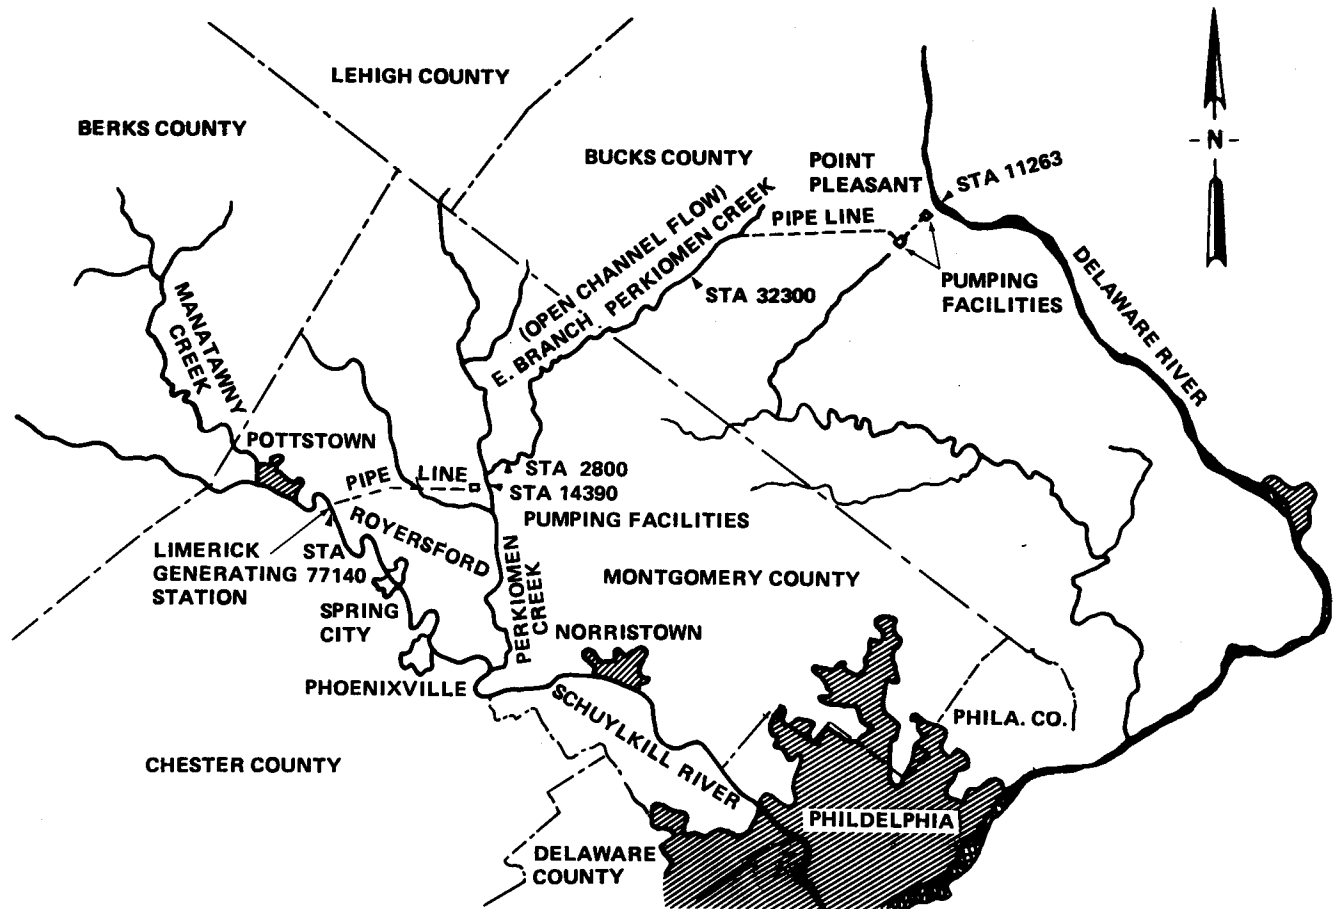 LEHIGH COUNTY
BERKS COUNTY
BUCKS COUNTY
POINT
PLEASANT
STA 11263
N
PIPE LINE
(OPEN CHANNEL FLOW)
E. BRANCH PERKIOMEN CREEK
STA 32300
PUMPING
FACILITIES
DELAWARE RIVER
MANATAWNY
CREEK
POTTSTOWN
PIPE LINE
STA 2800
STA 14390
PUMPING FACILITIES
ROYERSFORD
LIMERICK
GENERATING
STATION
STA
77140
SPRING
CITY
PERKIOMEN
CREEK
MONTGOMERY COUNTY
NORRISTOWN
PHOENIXVILLE
SCHUYLKILL RIVER
PHILA. CO.
CHESTER COUNTY
PHILDELPHIA
DELAWARE
COUNTY